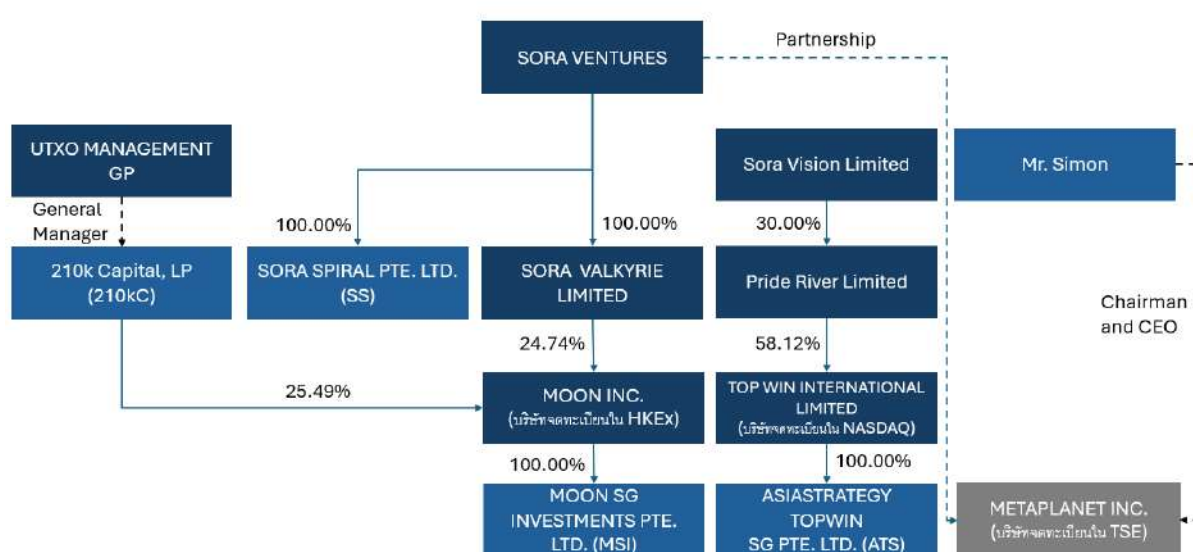 Partnership
SORA VENTURES
UTXO MANAGEMENT
GP
Sora Vision Limited
Mr. Simon
General
Manager
100.00%
100.00%
30.00%
210k Capital, LP
(210kC)
SORA SPIRAL PTE. LTD.
(SS)
SORA VALKYRIE
LIMITED
Pride River Limited
Chairman
and CEO
24.74%
58.12%
25.49%
MOON INC.
(บริษัทจดทะเบียนใน HKEx)
TOP WIN INTERNATIONAL
LIMITED
(บริษัทจดทะเบียนใน NASDAQ)
100.00%
100.00%
MOON SG
INVESTMENTS PTE.
LTD. (MSI)
ASIASTRATEGY
TOPWIN
SG PTE. LTD. (ATS)
METAPLANET INC.
(บริษัทจดทะเบียนใน TSE)